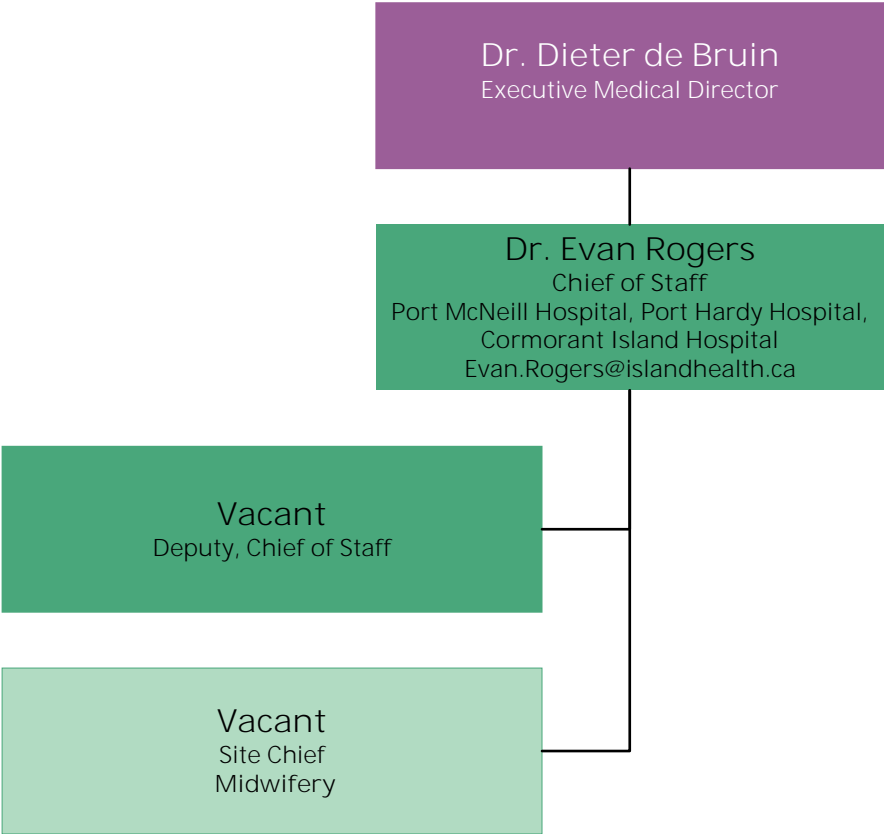 Dr. Dieter de Bruin
Executive Medical Director
Dr. Evan Rogers
Chief of Staff
Port McNeill Hospital, Port Hardy Hospital,
Cormorant Island Hospital
Evan.Rogers@islandhealth.ca
Vacant
Deputy, Chief of Staff
Vacant
Site Chief
Midwifery